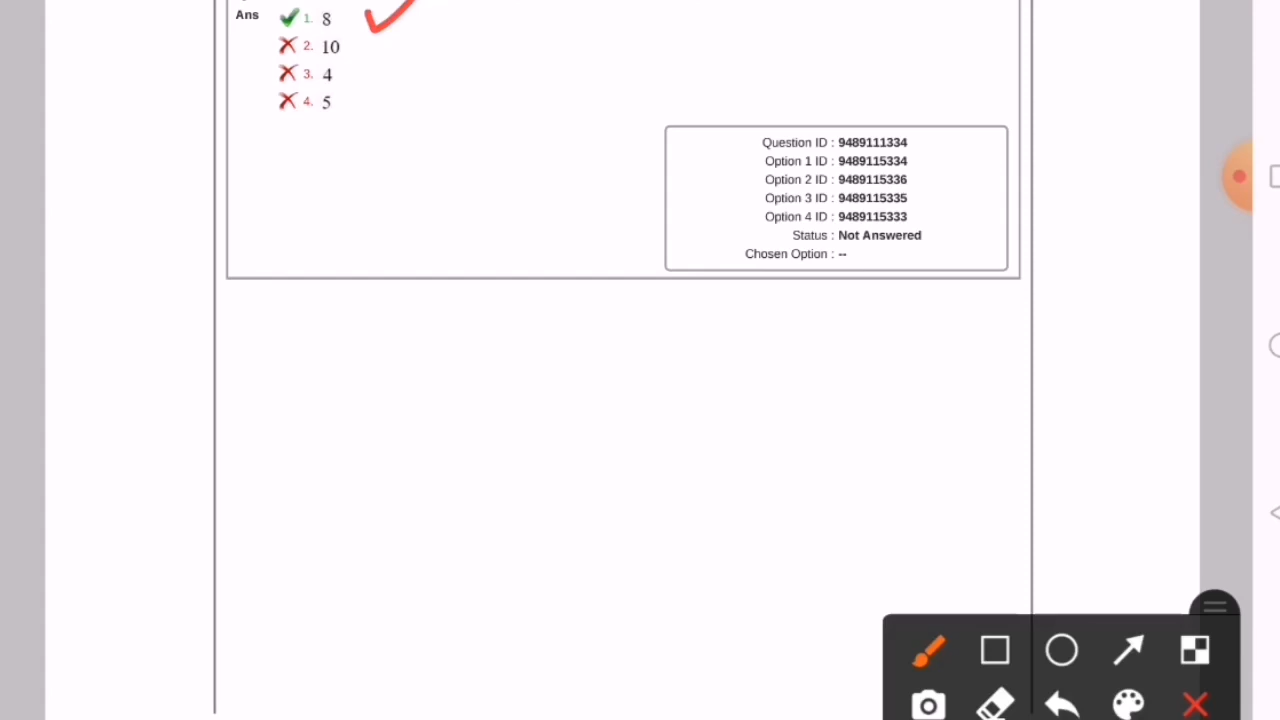 Ans
1. 8
2. 10
3. 4
4. 5
Question ID : 9489111334
Option 1 ID : 9489115334
Option 2 ID : 9489115336
Option 3 ID : 9489115335
Option 4 ID : 9489115333
Status : Not Answered
Chosen Option : --